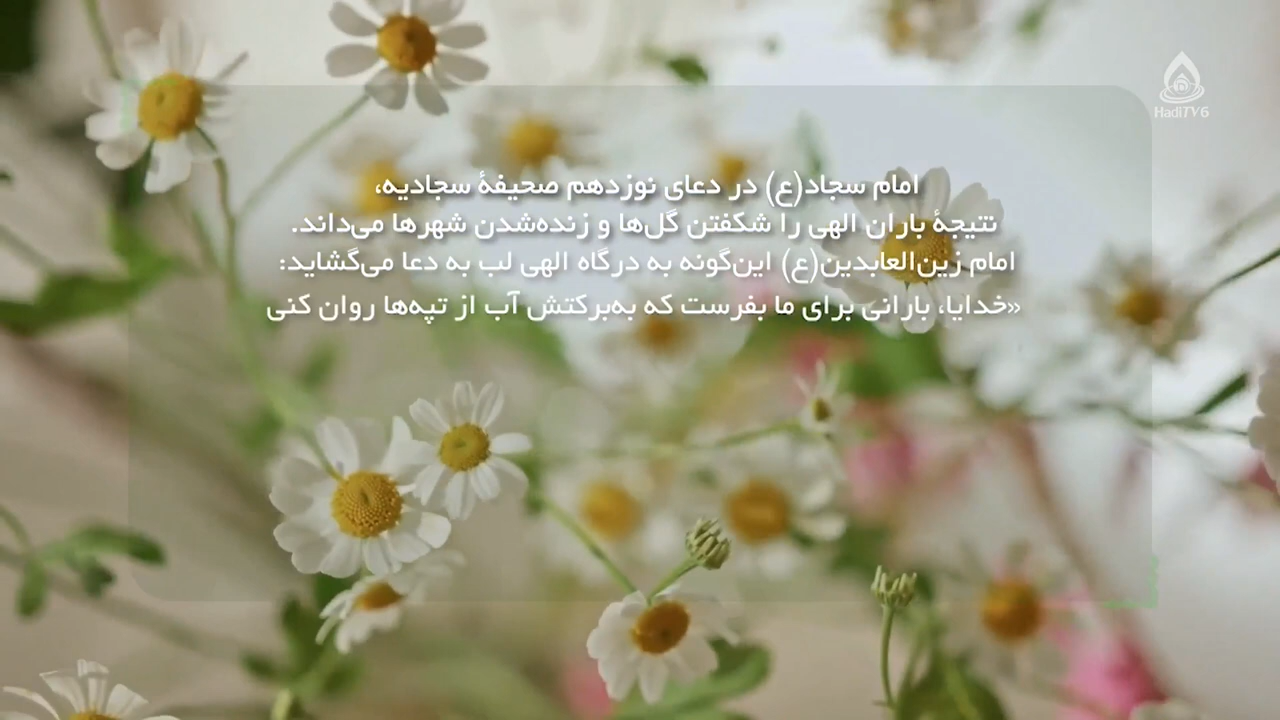 HadiTV6
امام سجاد(ع) در دعای نوزدهم صحیفهٔ سجادیه،
نتیجهٔ باران الهی را شکفتن گل‌ها و زنده‌شدن شهرها می‌داند.
امام زین‌العابدین(ع) این‌گونه به درگاه الهی لب به دعا می‌گشاید:
«خدایا، بارانی برای ما بفرست که به‌برکتش آب از تپه‌ها روان کنی